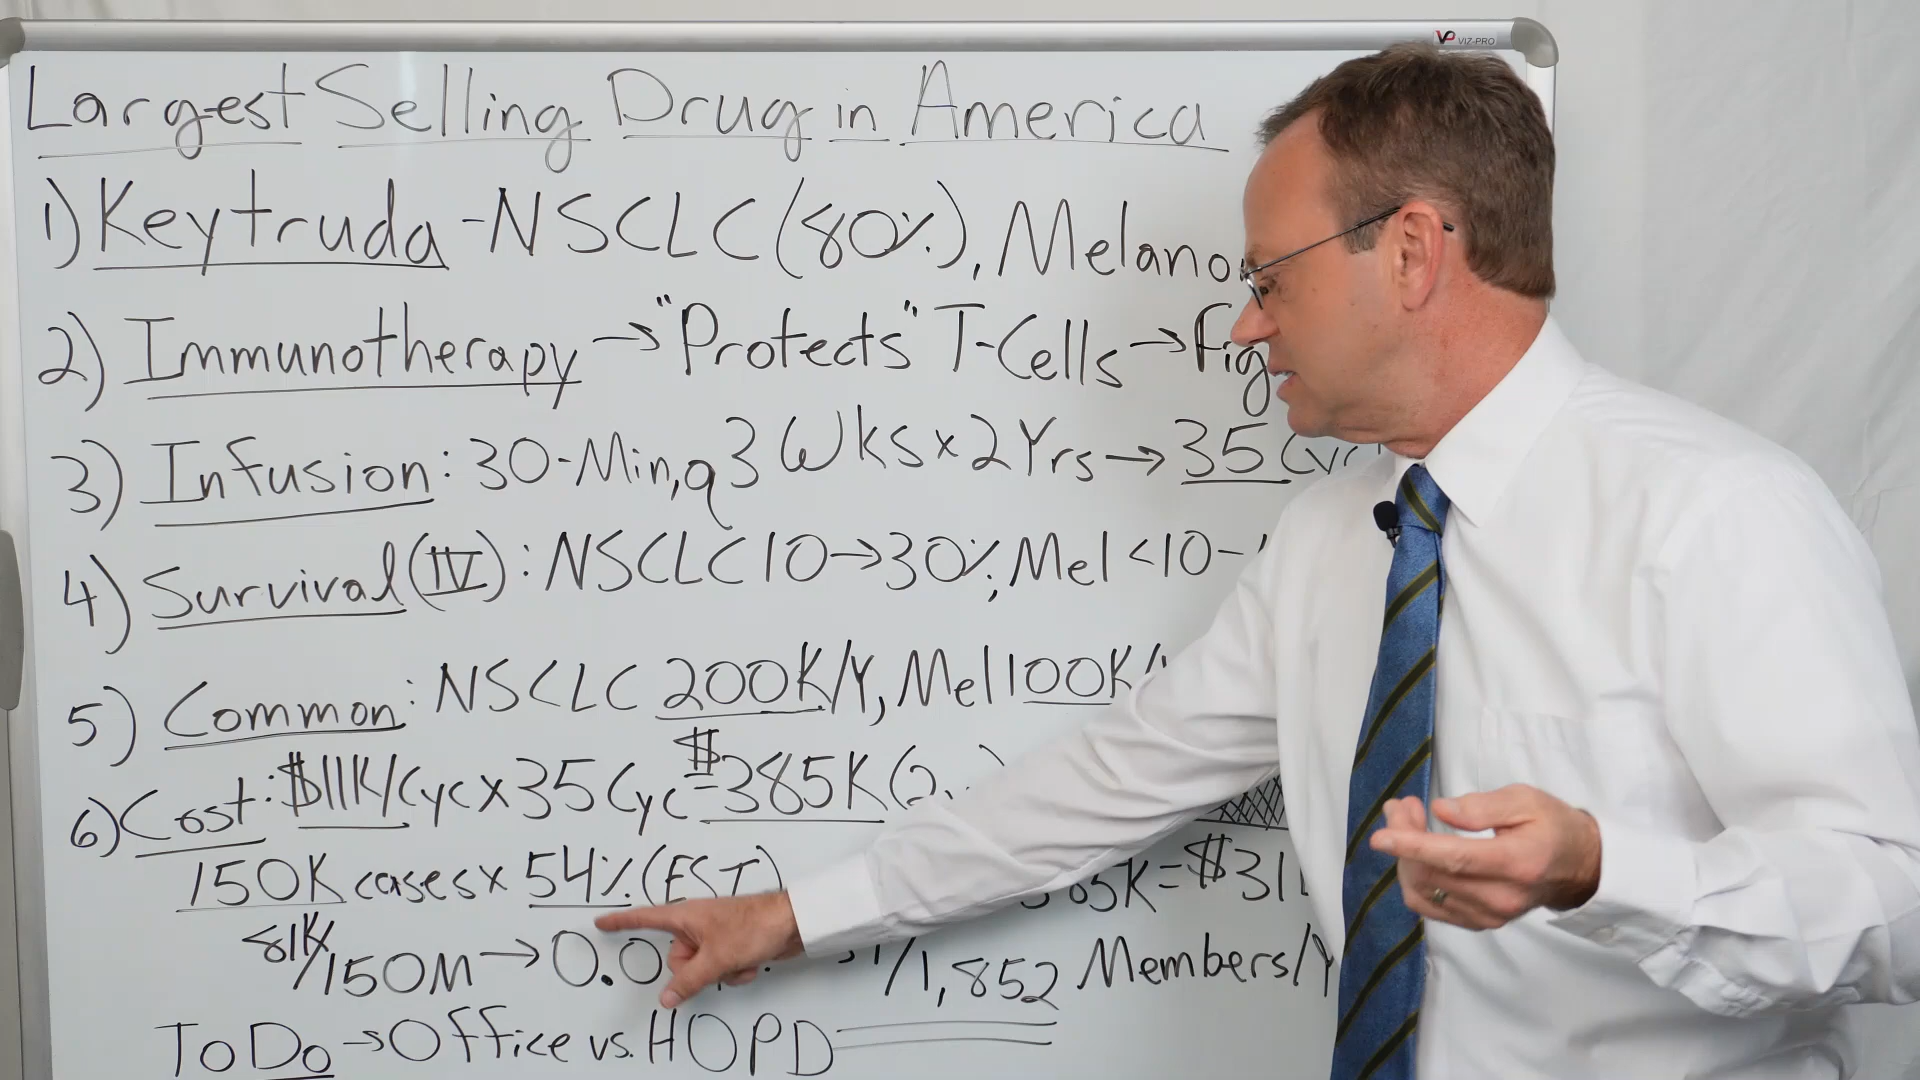 VIZ-PRO
Largest Selling Drug in America
1) Keytruda - NSCLC (80%), Melano
2) Immunotherapy → "Protects" T-Cells → Fig
3) Infusion: 30-Min, q3 Wks x 2 Yrs → 35
4) Survival (IV): NSCLC 10 → 30%, Mel <10-
5) Common: NSCLC 200K/Y, Mel 100K/
6) Cost: $11K/Cyc x 35 Cyc = $385K (2
150K cases x 54% (EST) 385K = $31
81K/150M → 0.0 1/1,852 Members/Y
To Do → Office vs. HOPD